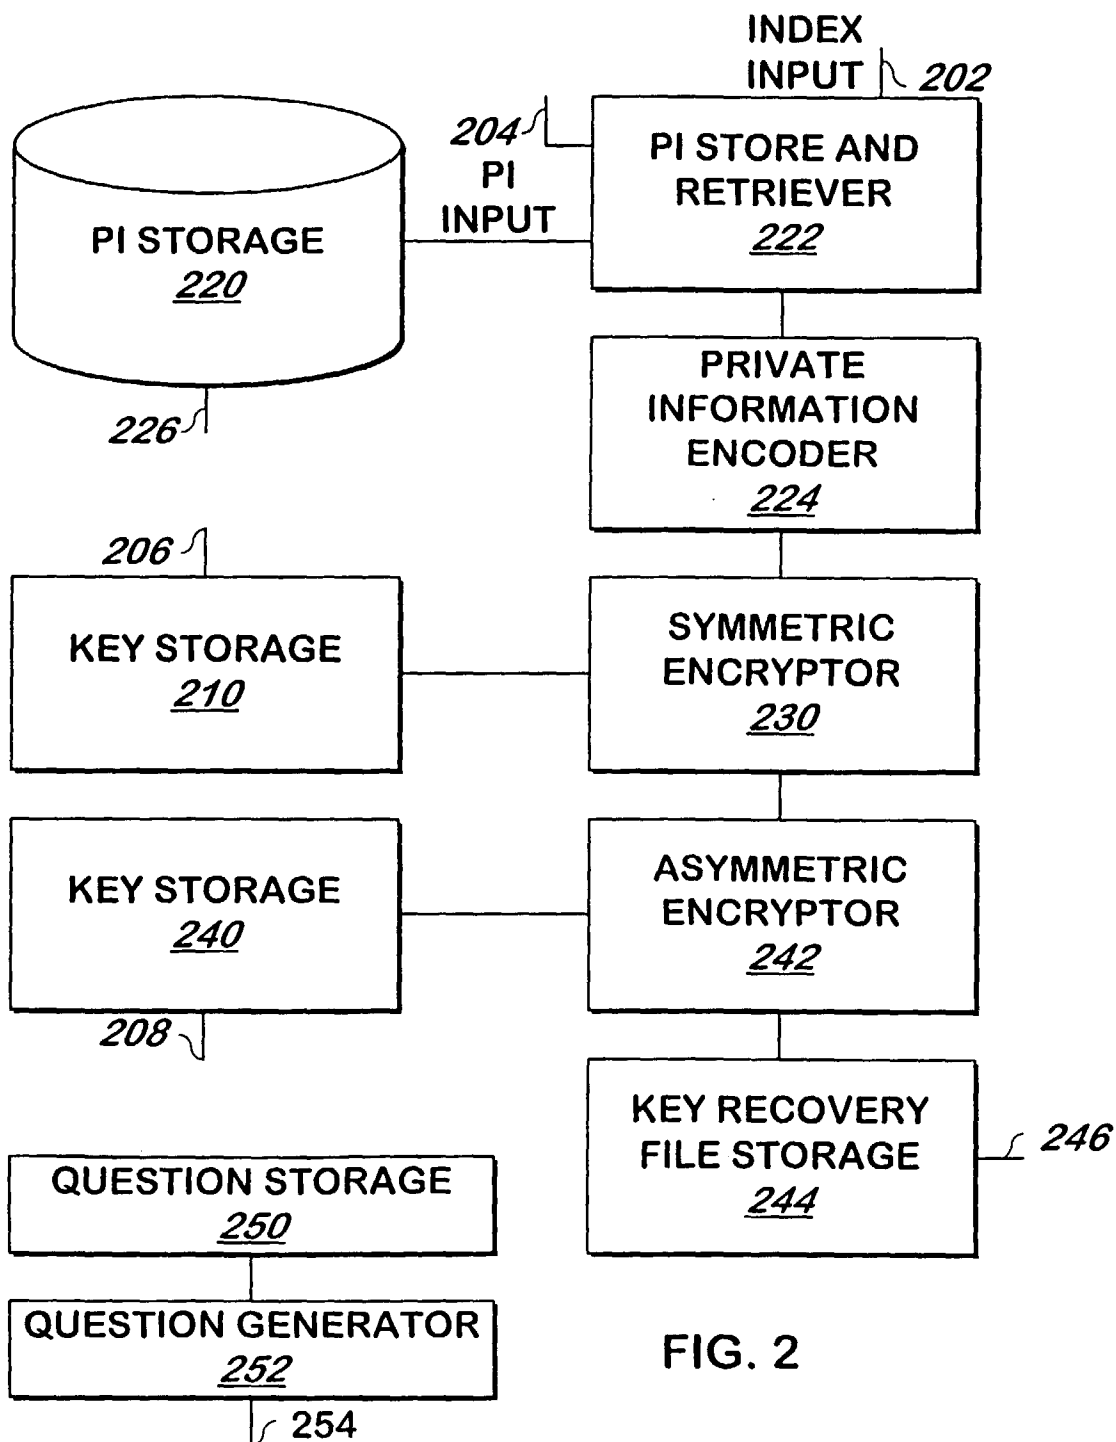 INDEX
INPUT
202
204
PI
INPUT
PI STORE AND
RETRIEVER
222
PI STORAGE
220
226
PRIVATE
INFORMATION
ENCODER
224
206
KEY STORAGE
210
SYMMETRIC
ENCRYPTOR
230
KEY STORAGE
240
208
ASYMMETRIC
ENCRYPTOR
242
KEY RECOVERY
FILE STORAGE
244
246
QUESTION STORAGE
250
QUESTION GENERATOR
252
254
FIG. 2